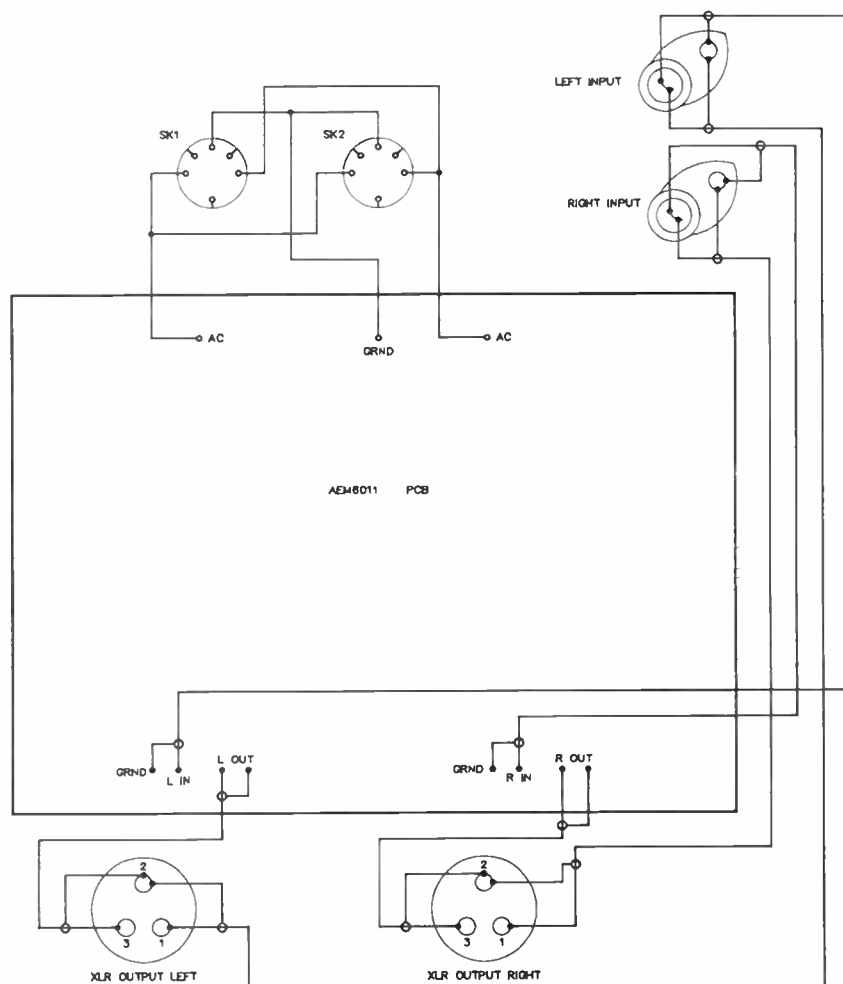 LEFT INPUT
SK1
SK2
RIGHT INPUT
AC
GRND
AC
AEM6011 PCB
GRND
L IN
L OUT
GRND
R IN
R OUT
2
3
1
XLR OUTPUT LEFT
2
3
1
XLR OUTPUT RIGHT